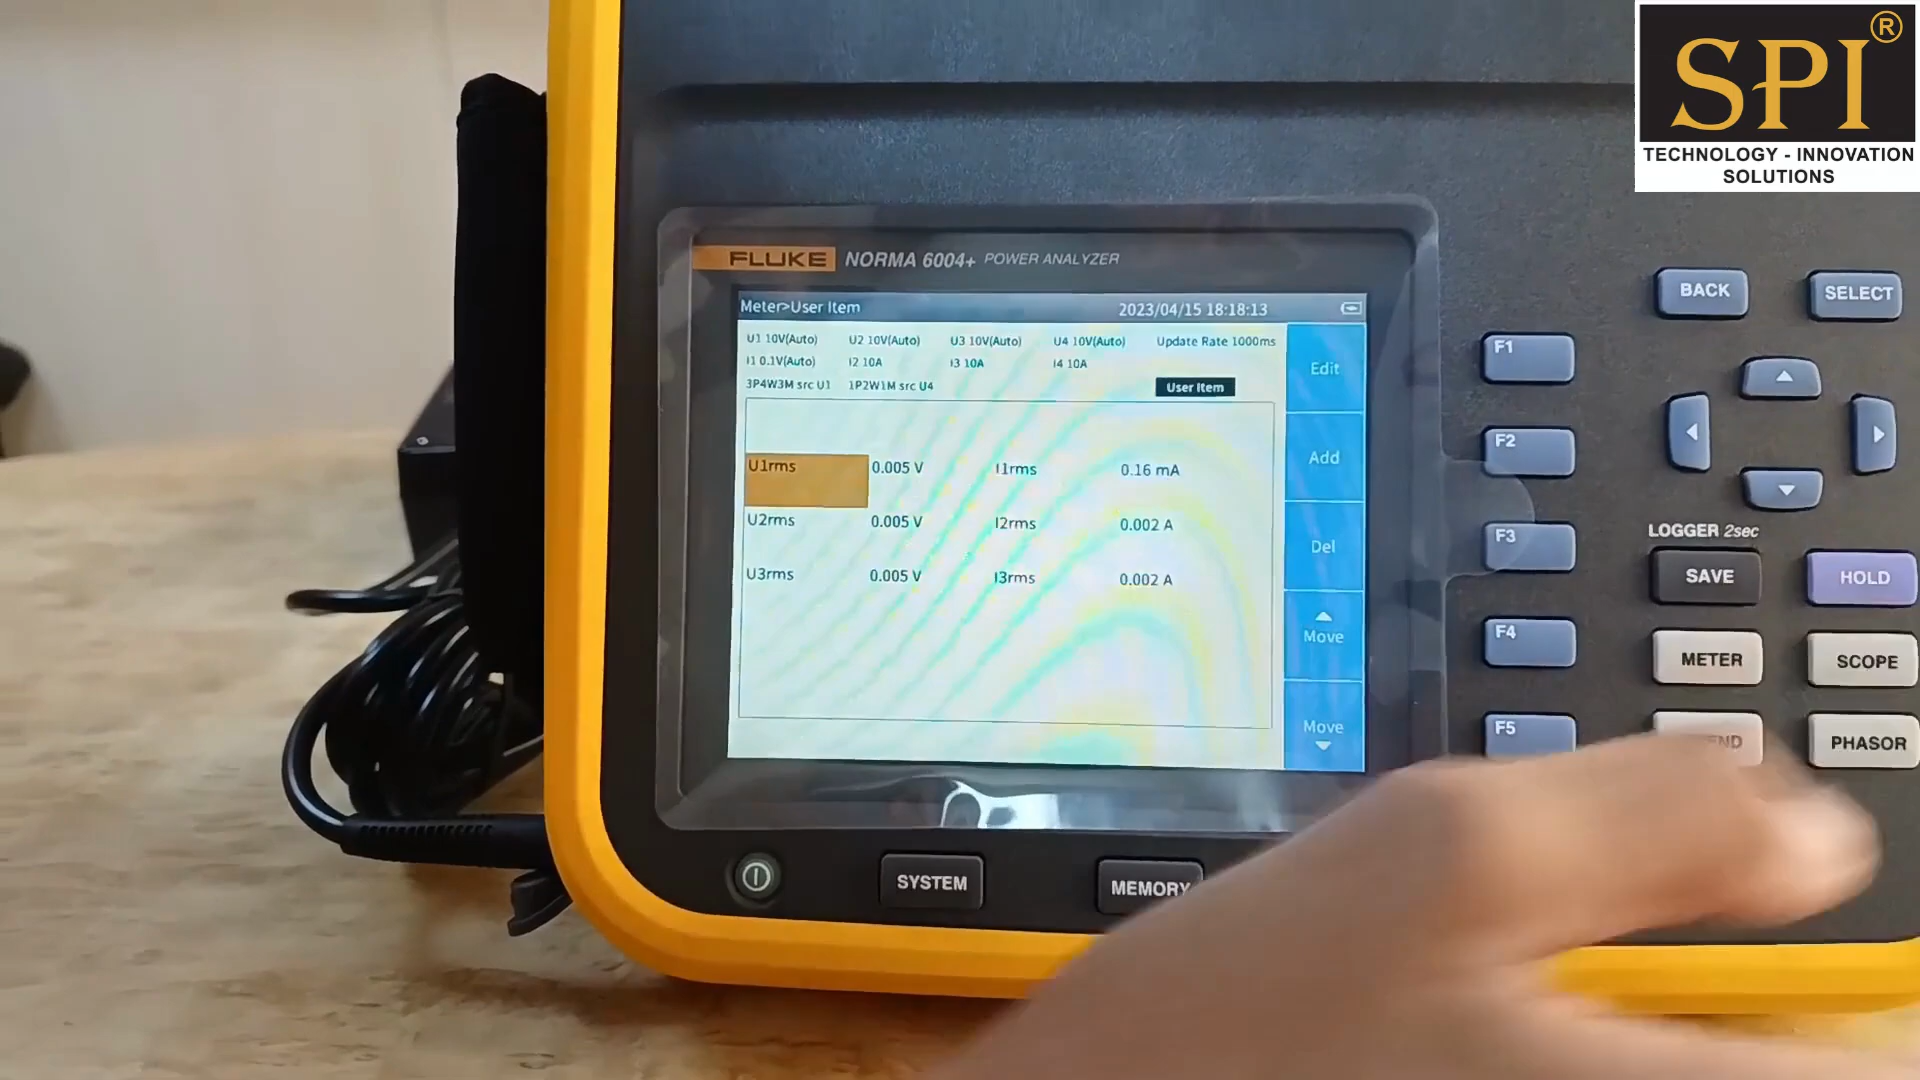 SPI®
TECHNOLOGY - INNOVATION
SOLUTIONS
FLUKE NORMA 6004+ POWER ANALYZER
Meter>User Item 2023/04/15 18:18:13
U1 10V(Auto) U2 10V(Auto) U3 10V(Auto) U4 10V(Auto) Update Rate 1000ms
I1 0.1V(Auto) I2 10A I3 10A I4 10A
3P4W3M src U1 1P2W1M src U4 User Item
U1rms 0.005 V I1rms 0.16 mA
U2rms 0.005 V I2rms 0.002 A
U3rms 0.005 V I3rms 0.002 A
Edit
Add
Del
Move
Move
F1
F2
F3
F4
F5
BACK SELECT
LOGGER 2sec
SAVE HOLD
METER SCOPE
PHASOR
SYSTEM MEMORY